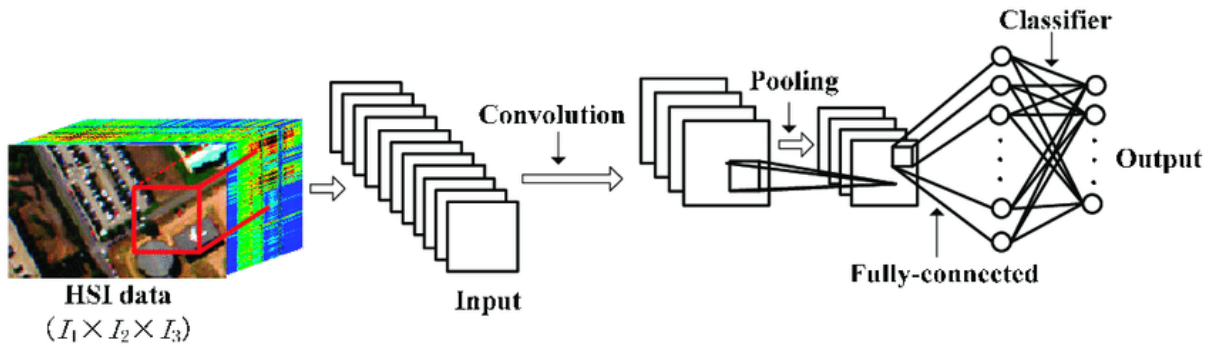 HSI data
(I₁×I₂×I₃)
Input
Convolution
Pooling
Fully-connected
Classifier
Output